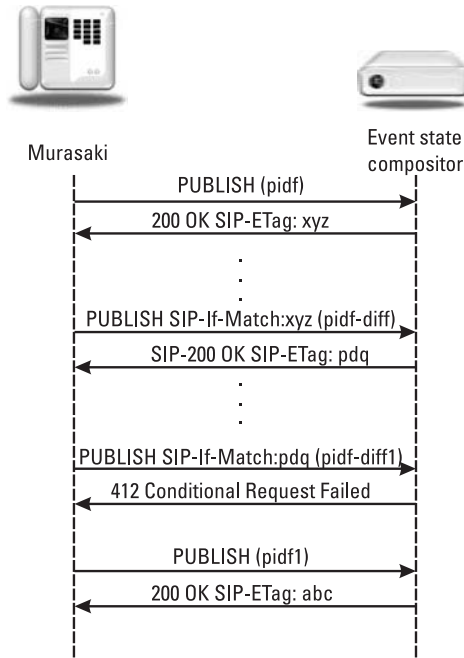 Murasaki
Event state
compositor
PUBLISH (pidf)
200 OK SIP-ETag: xyz
PUBLISH SIP-If-Match:xyz (pidf-diff)
SIP-200 OK SIP-ETag: pdq
PUBLISH SIP-If-Match:pdq (pidf-diff1)
412 Conditional Request Failed
PUBLISH (pidf1)
200 OK SIP-ETag: abc